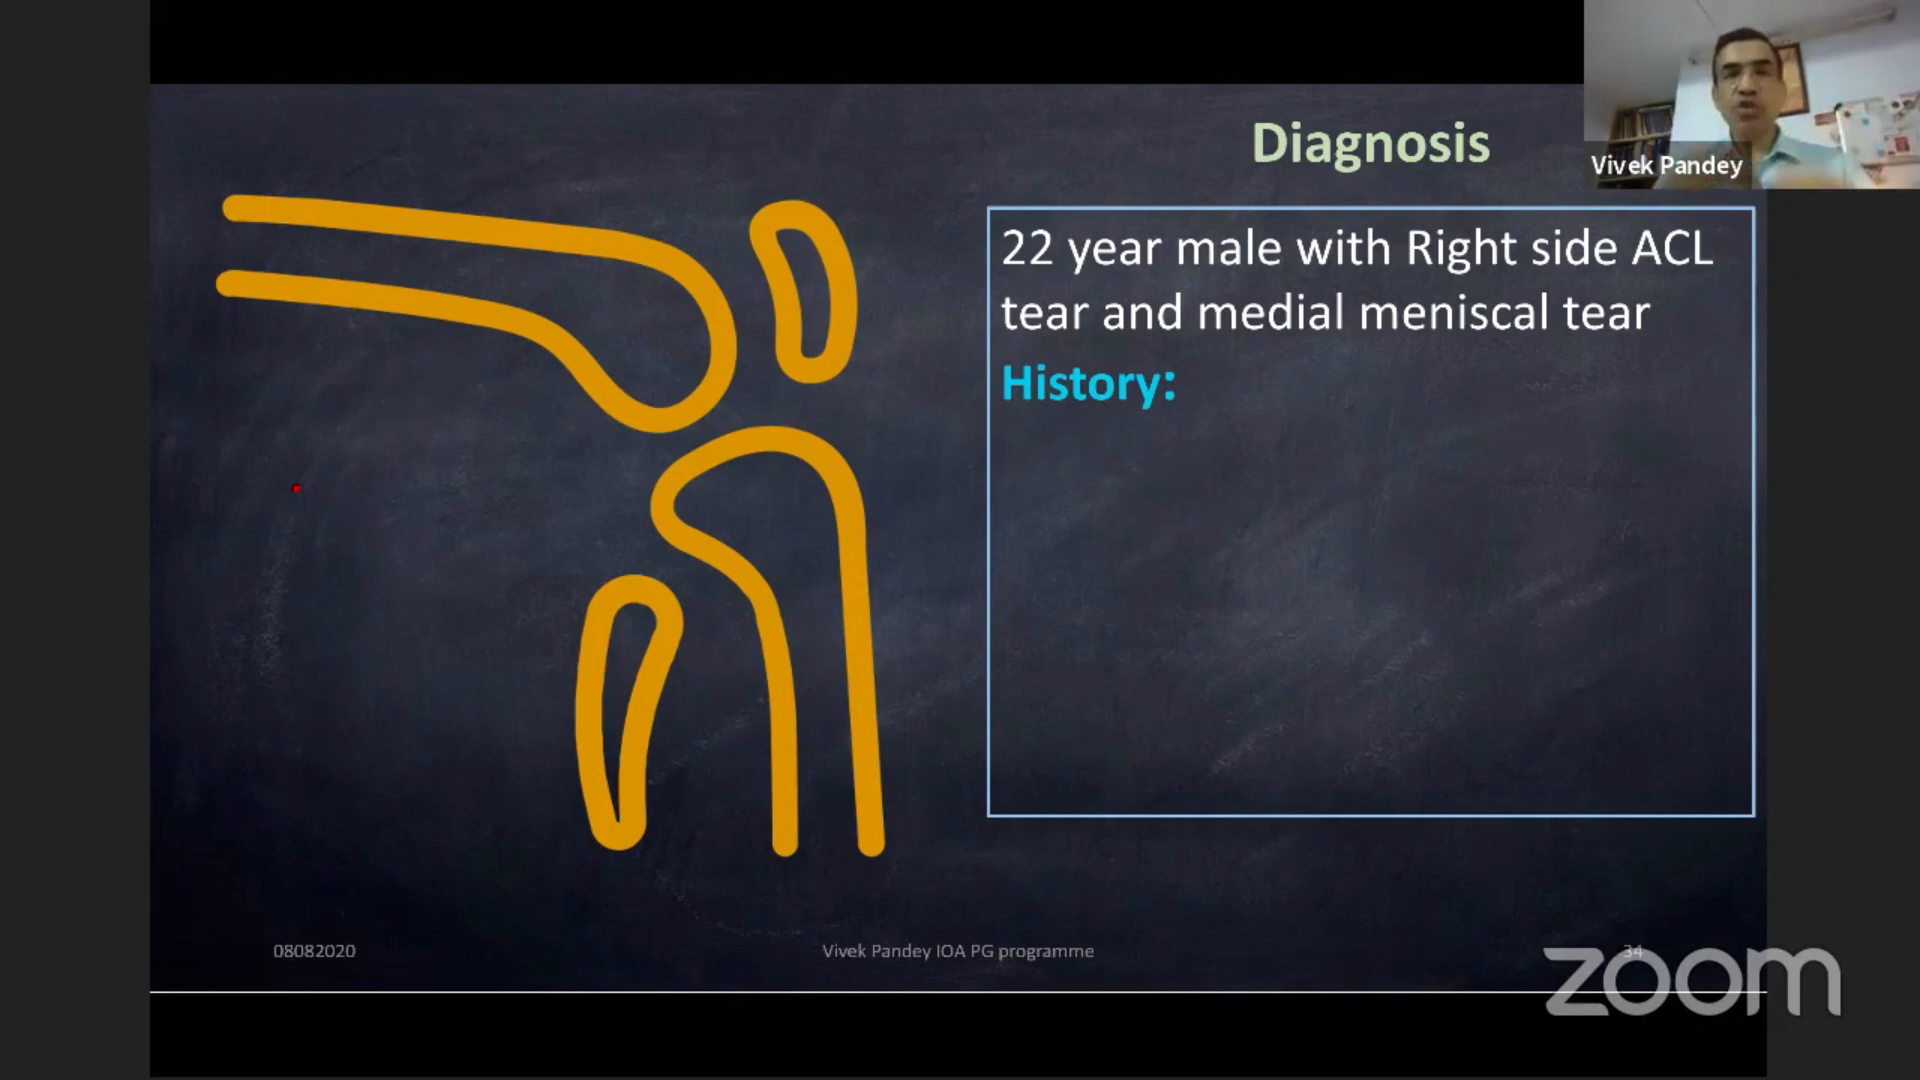 Diagnosis
Vivek Pandey
22 year male with Right side ACL
tear and medial meniscal tear
History:
08082020
Vivek Pandey IOA PG programme
34
zoom